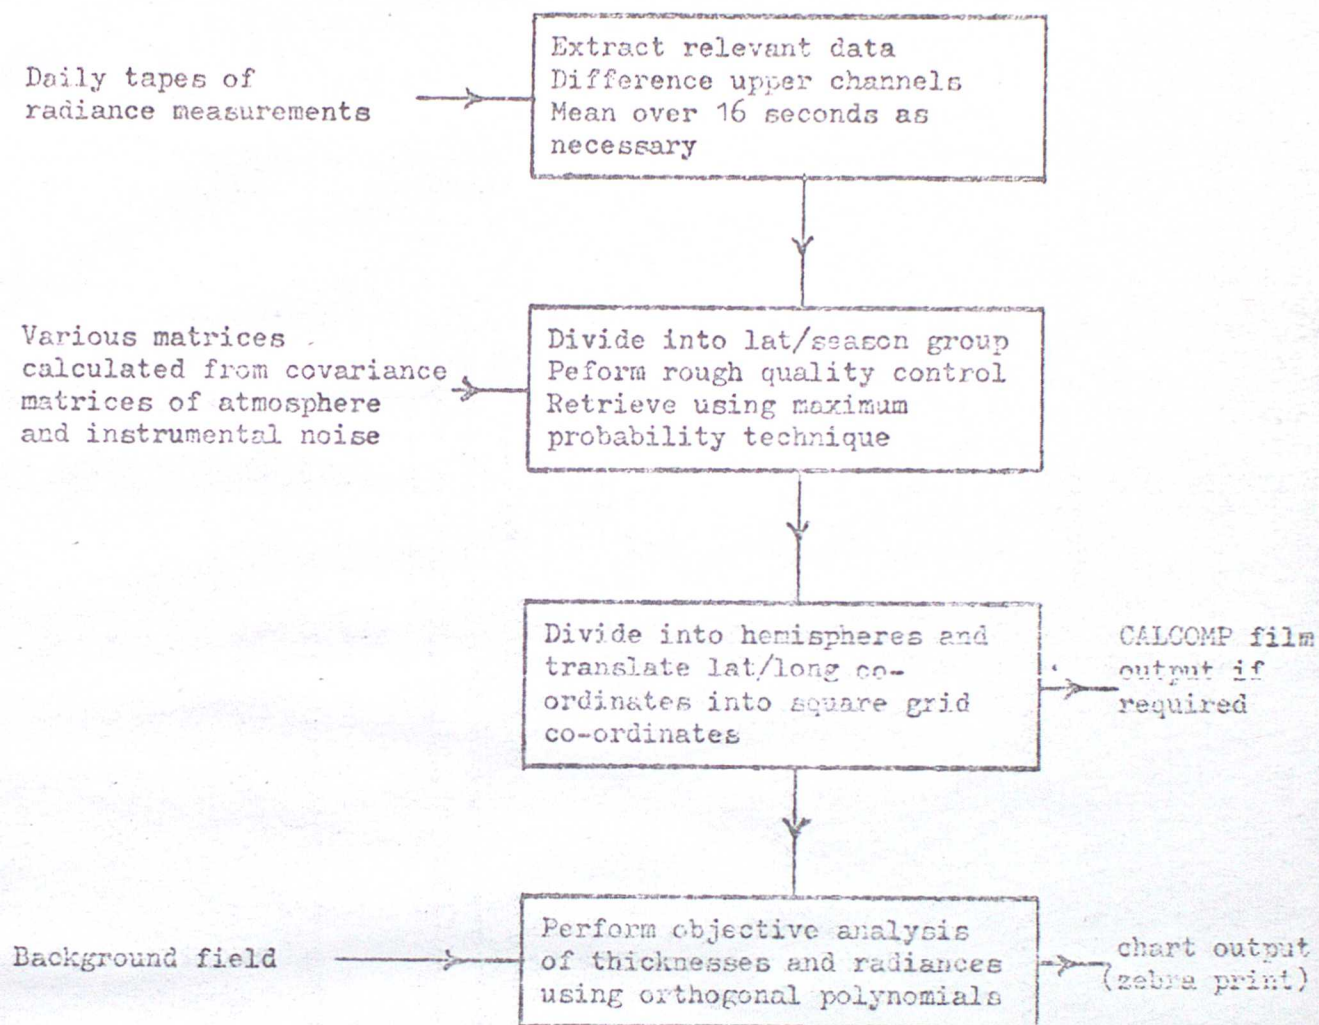 Daily tapes of
radiance measurements
Extract relevant data
Difference upper channels
Mean over 16 seconds as
necessary
Various matrices
calculated from covariance
matrices of atmosphere
and instrumental noise
Divide into lat/season group
Peform rough quality control
Retrieve using maximum
probability technique
Divide into hemispheres and
translate lat/long co-
ordinates into square grid
co-ordinates
CALCOMP film
output if
required
Background field
Perform objective analysis
of thicknesses and radiances
using orthogonal polynomials
chart output
(zebra print)